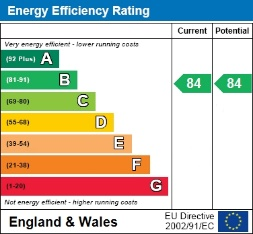 Energy Efficiency Rating
Current Potential
Very energy efficient - lower running costs
(92 Plus) A
(81-91) B 84 84
(69-80) C
(55-68) D
(39-54) E
(21-38) F
(1-20) G
Not energy efficient - higher running costs
England & Wales
EU Directive
2002/91/EC